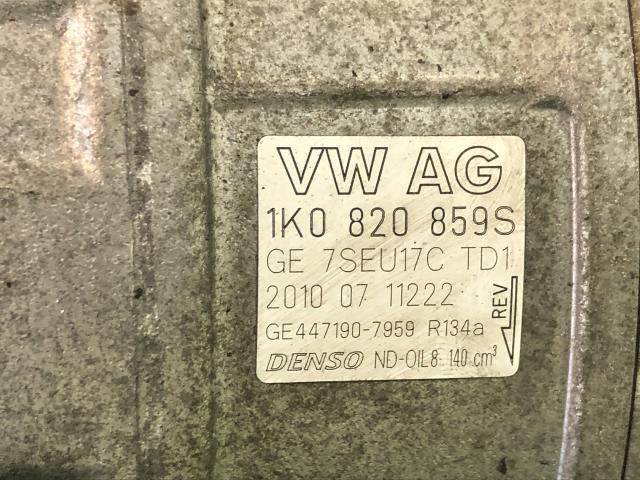 VW AG
1K0 820 859S
GE 7SEU17C TD1
2010 07 11222
REV
GE447190-7959 R134a
DENSO ND-OIL8 140 cm³